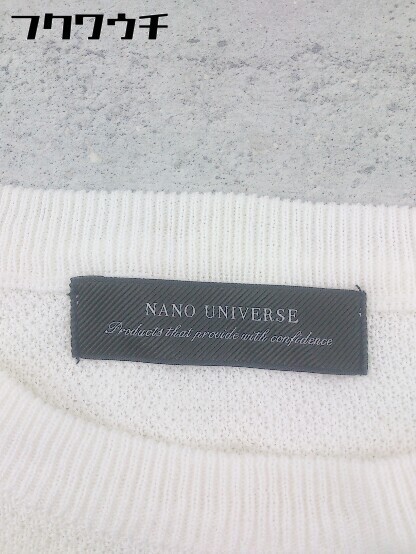 フクワウチ
NANO UNIVERSE
Products that provide with confidence